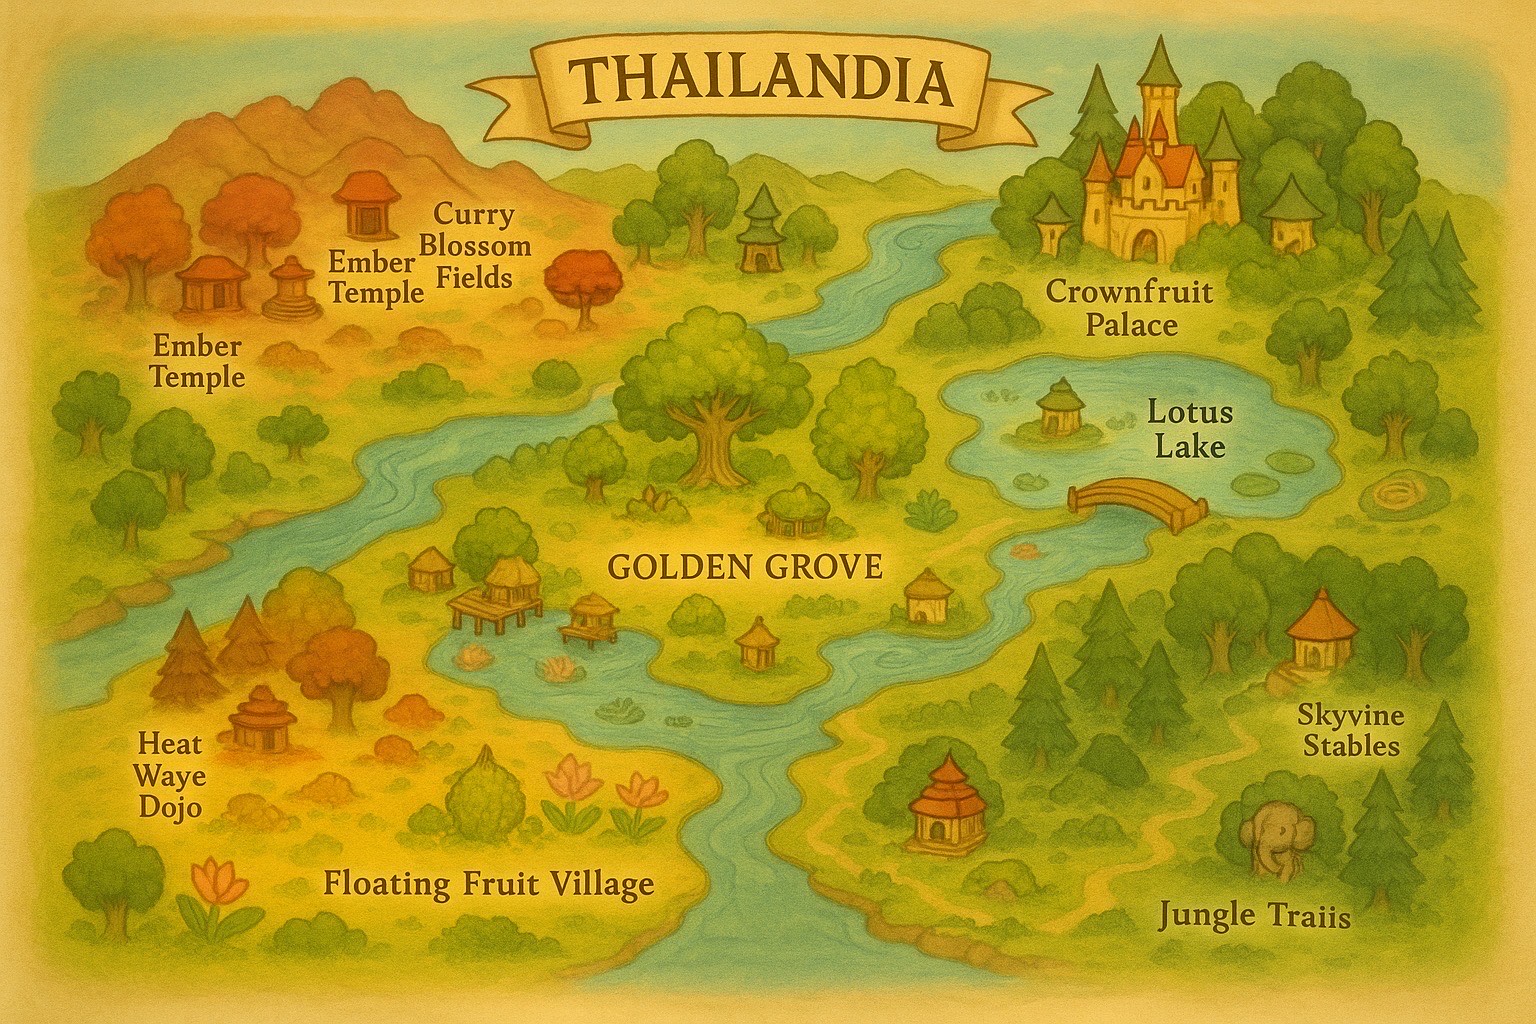 THAILANDIA
Curry
Blossom
Fields
Ember
Temple
Ember
Temple
Crownfruit
Palace
Lotus
Lake
GOLDEN GROVE
Heat
Waye
Dojo
Skyvine
Stables
Floating Fruit Village
Jungle Traiis